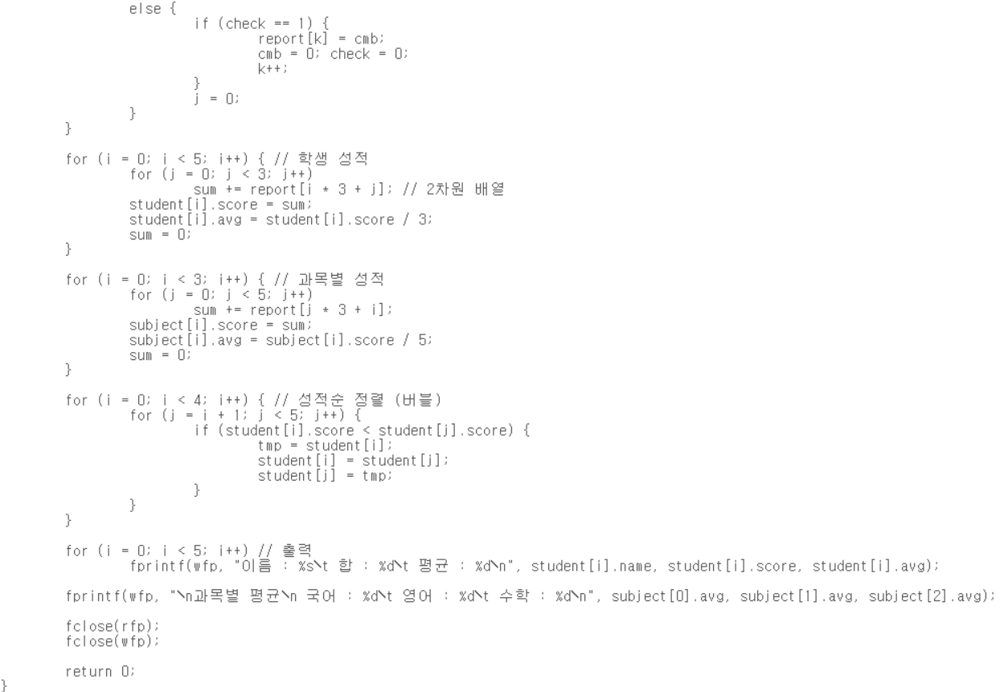 else {
if (check == 1) {
report[k] = cmb;
cmb = 0; check = 0;
k++;
}
j = 0;
}
}
for (i = 0; i < 5; i++) { // 학생 성적
for (j = 0; j < 3; j++)
sum += report[i * 3 + j]; // 2차원 배열
student[i].score = sum;
student[i].avg = student[i].score / 3;
sum = 0;
}
for (i = 0; i < 3; i++) { // 과목별 성적
for (j = 0; j < 5; j++)
sum += report[j * 3 + i];
subject[i].score = sum;
subject[i].avg = subject[i].score / 5;
sum = 0;
}
for (i = 0; i < 4; i++) { // 성적순 정렬 (버블)
for (j = i + 1; j < 5; j++) {
if (student[i].score < student[j].score) {
tmp = student[i];
student[i] = student[j];
student[j] = tmp;
}
}
}
for (i = 0; i < 5; i++) // 출력
fprintf(wfp, "이름 : %s\t 합 : %d\t 평균 : %d\n", student[i].name, student[i].score, student[i].avg);
fprintf(wfp, "\n과목별 평균\n 국어 : %d\t 영어 : %d\t 수학 : %d\n", subject[0].avg, subject[1].avg, subject[2].avg);
fclose(rfp);
fclose(wfp);
return 0;
}